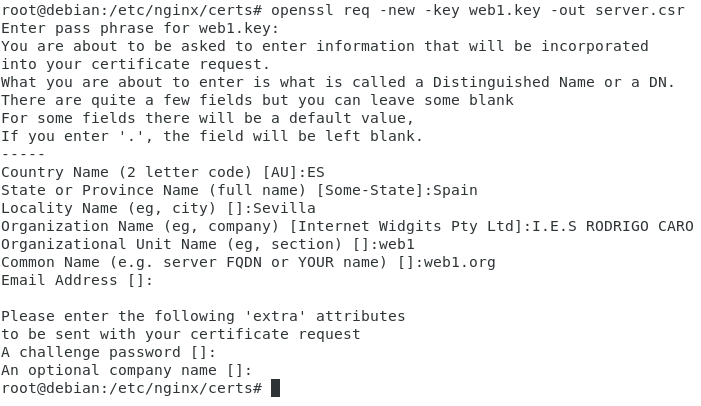 root@debian:/etc/nginx/certs# openssl req -new -key web1.key -out server.csr
Enter pass phrase for web1.key:
You are about to be asked to enter information that will be incorporated
into your certificate request.
What you are about to enter is what is called a Distinguished Name or a DN.
There are quite a few fields but you can leave some blank
For some fields there will be a default value,
If you enter '.', the field will be left blank.
-----
Country Name (2 letter code) [AU]:ES
State or Province Name (full name) [Some-State]:Spain
Locality Name (eg, city) []:Sevilla
Organization Name (eg, company) [Internet Widgits Pty Ltd]:I.E.S RODRIGO CARO
Organizational Unit Name (eg, section) []:web1
Common Name (e.g. server FQDN or YOUR name) []:web1.org
Email Address []:

Please enter the following 'extra' attributes
to be sent with your certificate request
A challenge password []:
An optional company name []:
root@debian:/etc/nginx/certs#